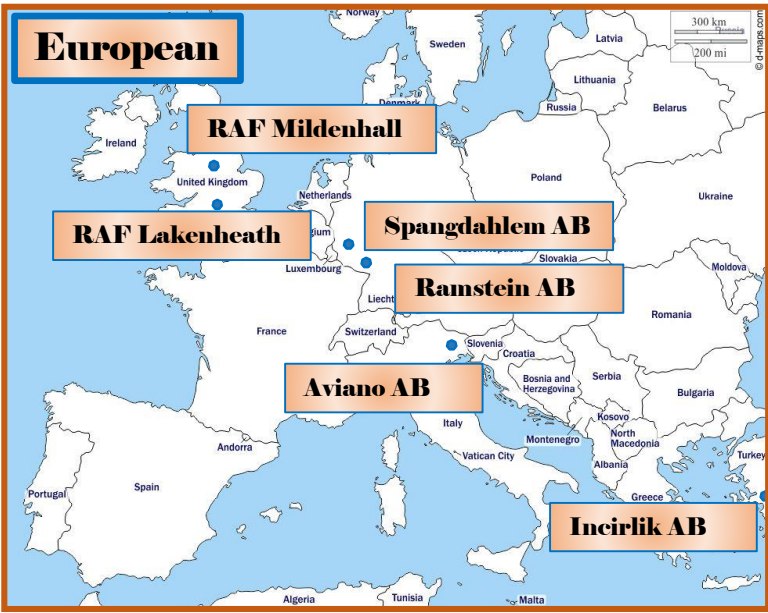 European
Norway
Sweden
Latvia
300 km
200 mi
© d-maps.com
Lithuania
Russia
Belarus
Denmark
RAF Mildenhall
Ireland
United Kingdom
Netherlands
Poland
Ukraine
RAF Lakenheath
Spangdahlem AB
Slovakia
Luxembourg
Moldova
Ramstein AB
Liecht
Romania
France
Switzerland
Slovenia
Croatia
Aviano AB
Bosnia and
Herzegovina
Serbia
Bulgaria
Kosovo
Italy
Montenegro
North
Macedonia
Andorra
Vatican City
Albania
Turkey
Portugal
Spain
Greece
Incirlik AB
Algeria
Tunisia
Malta